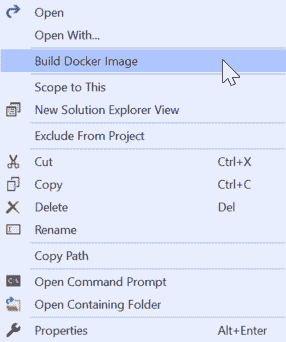 Open
Open With...
Build Docker Image
Scope to This
New Solution Explorer View
Exclude From Project
Cut Ctrl+X
Copy Ctrl+C
Delete Del
Rename
Copy Path
Open Command Prompt
Open Containing Folder
Properties Alt+Enter